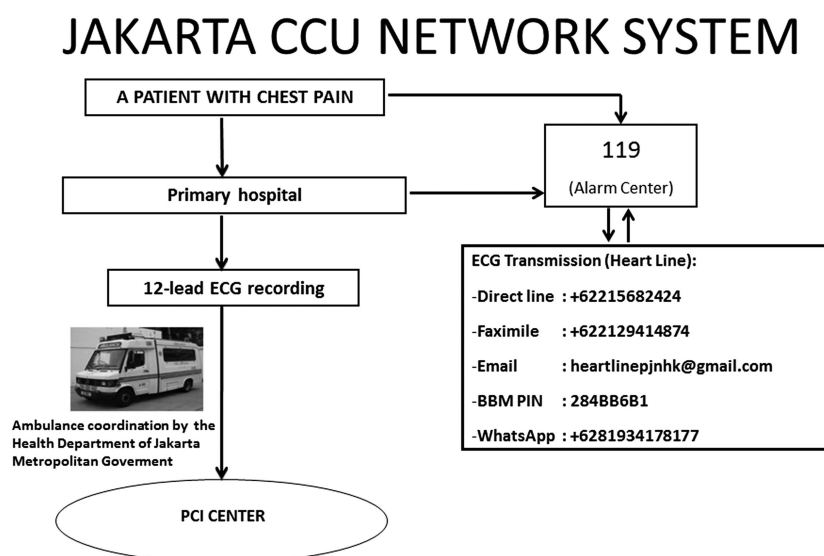 JAKARTA CCU NETWORK SYSTEM
A PATIENT WITH CHEST PAIN
119
(Alarm Center)
Primary hospital
12-lead ECG recording
ECG Transmission (Heart Line):
-Direct line : +62215682424
-Faximile : +622129414874
-Email : heartlinepjnhk@gmail.com
-BBM PIN : 284BB6B1
-WhatsApp : +6281934178177
Ambulance coordination by the
Health Department of Jakarta
Metropolitan Goverment
PCI CENTER